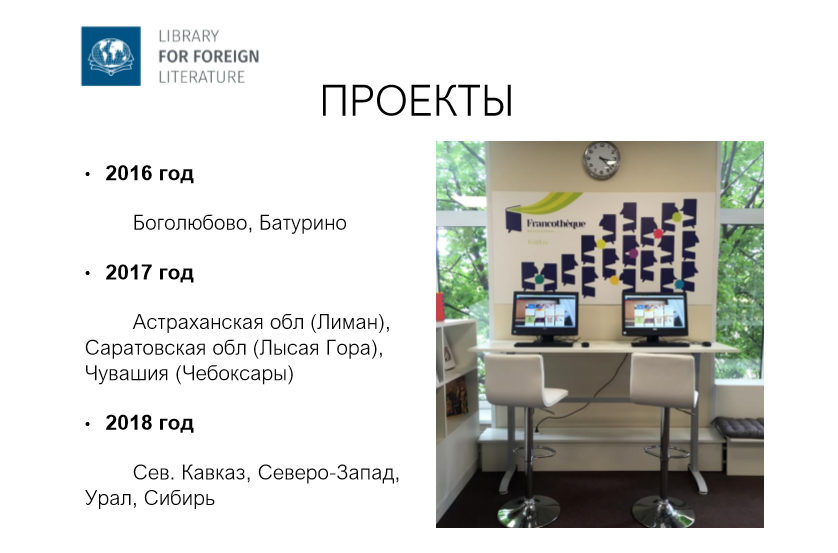 LIBRARY
FOR FOREIGN
LITERATURE
ПРОЕКТЫ
• 2016 год
Боголюбово, Батурино
• 2017 год
Астраханская обл (Лиман),
Саратовская обл (Лысая Гора),
Чувашия (Чебоксары)
• 2018 год
Сев. Кавказ, Северо-Запад,
Урал, Сибирь
Francothèque